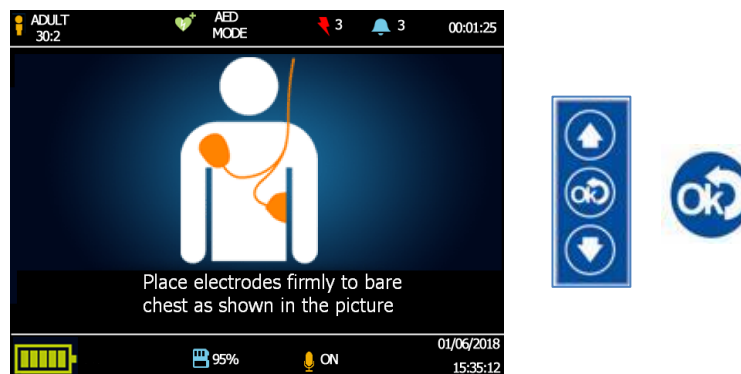 ADULT
30:2
AED
MODE
3
3
00:01:25
Place electrodes firmly to bare
chest as shown in the picture
95%
ON
01/06/2018
15:35:12
Ok
Ok